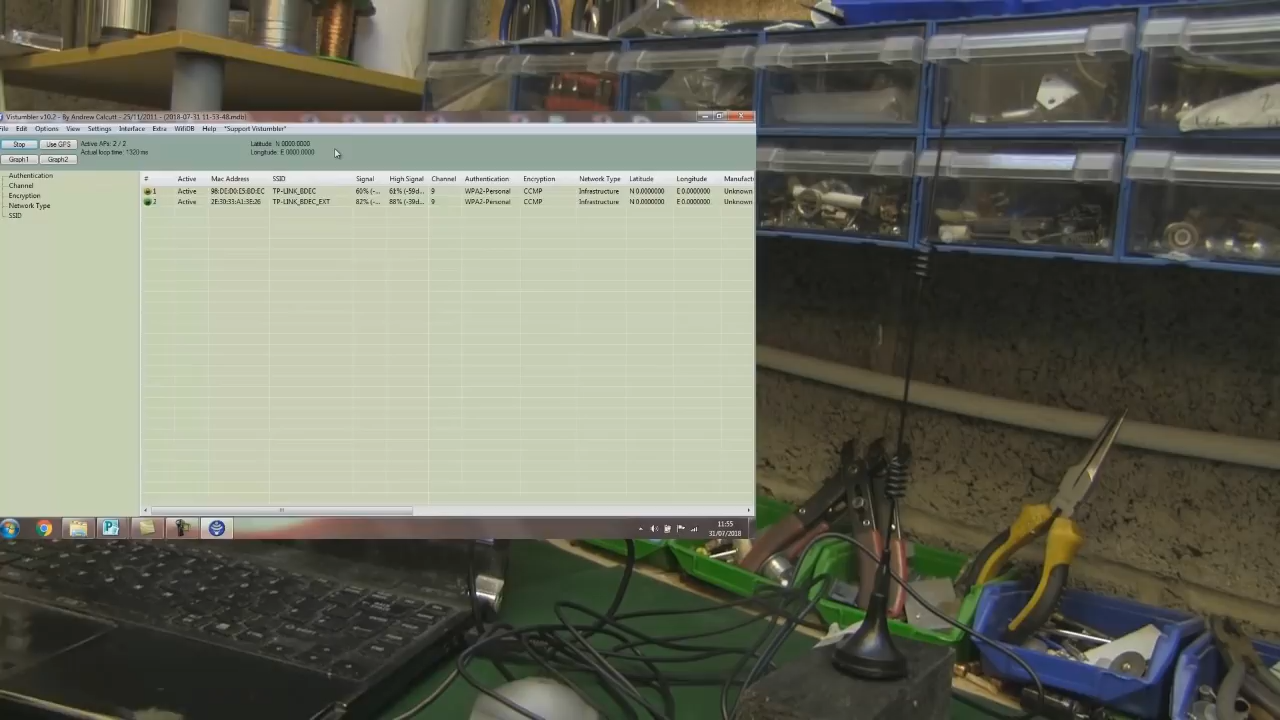 Vistumbler v10.2 - By Andrew Calcutt - 25/11/2011 - (2018-07-31 11-53-48.mdb)
File Edit Options View Settings Interface Extra WifiDB Help *Support Vistumbler*
Stop Use GPS Active APs: 2 / 2 Latitude: N 0000.0000
Actual loop time: 1320 ms Longitude: E 0000.0000
Graph1 Graph2
Authentication
Channel
Encryption
Network Type
SSID
# Active Mac Address SSID Signal High Signal Channel Authentication Encryption Network Type Latitude Longitude Manufact
1 Active 98:DE:D0:E5:BD:EC TP-LINK_BDEC 60% (-... 61% (-59d... 9 WPA2-Personal CCMP Infrastructure N 0.0000000 E 0.0000000 Unknown
2 Active 2E:30:33:A1:3E:26 TP-LINK_BDEC_EXT 82% (-... 88% (-39d... 9 WPA2-Personal CCMP Infrastructure N 0.0000000 E 0.0000000 Unknown
11:55
31/07/2018